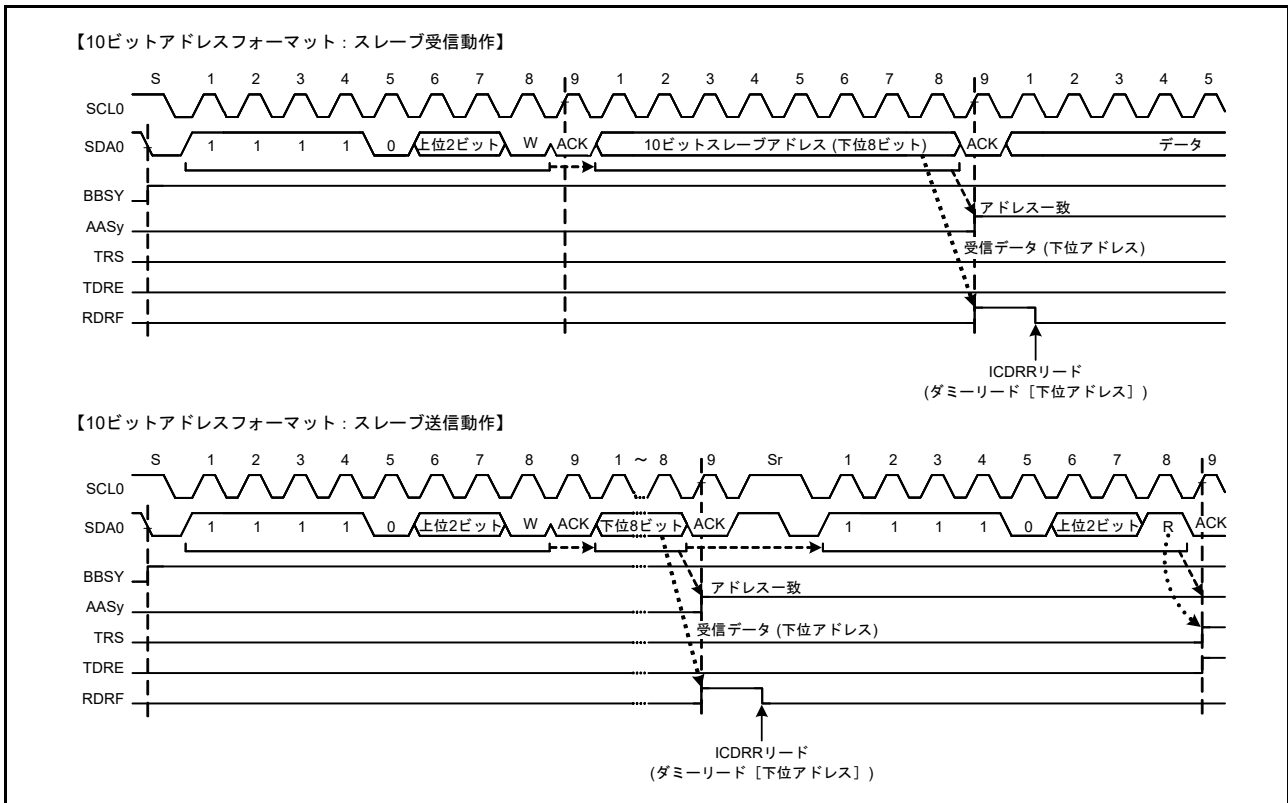 【10ビットアドレスフォーマット：スレーブ受信動作】
S 1 2 3 4 5 6 7 8 9 1 2 3 4 5 6 7 8 9 1 2 3 4 5
SCL0
SDA0 1 1 1 1 0 上位2ビット W ACK 10ビットスレーブアドレス (下位8ビット) ACK データ
BBSY
アドレス一致
AASy
受信データ (下位アドレス)
TRS
TDRE
RDRF
ICDRRリード
(ダミーリード［下位アドレス］)
【10ビットアドレスフォーマット：スレーブ送信動作】
S 1 2 3 4 5 6 7 8 9 1 ～ 8 9 Sr 1 2 3 4 5 6 7 8 9
SCL0
SDA0 1 1 1 1 0 上位2ビット W ACK 下位8ビット ACK 1 1 1 1 0 上位2ビット R ACK
BBSY
アドレス一致
AASy
受信データ (下位アドレス)
TRS
TDRE
RDRF
ICDRRリード
(ダミーリード［下位アドレス］)